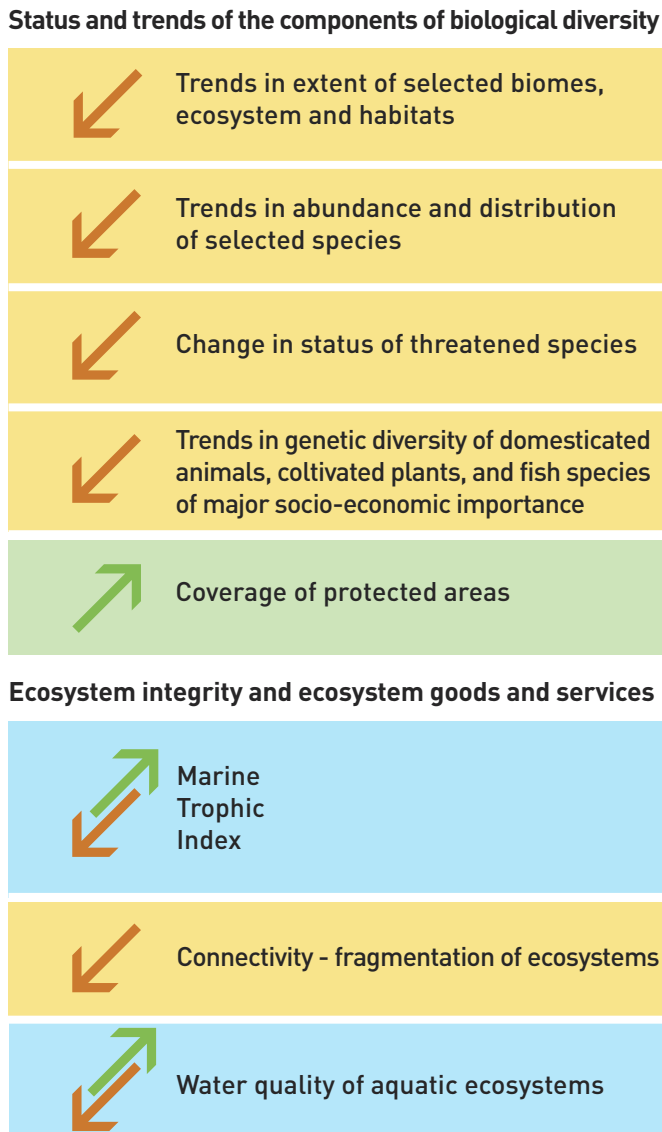 Status and trends of the components of biological diversity
Trends in extent of selected biomes,
ecosystem and habitats
Trends in abundance and distribution
of selected species
Change in status of threatened species
Trends in genetic diversity of domesticated
animals, coltivated plants, and fish species
of major socio-economic importance
Coverage of protected areas
Ecosystem integrity and ecosystem goods and services
Marine
Trophic
Index
Connectivity - fragmentation of ecosystems
Water quality of aquatic ecosystems